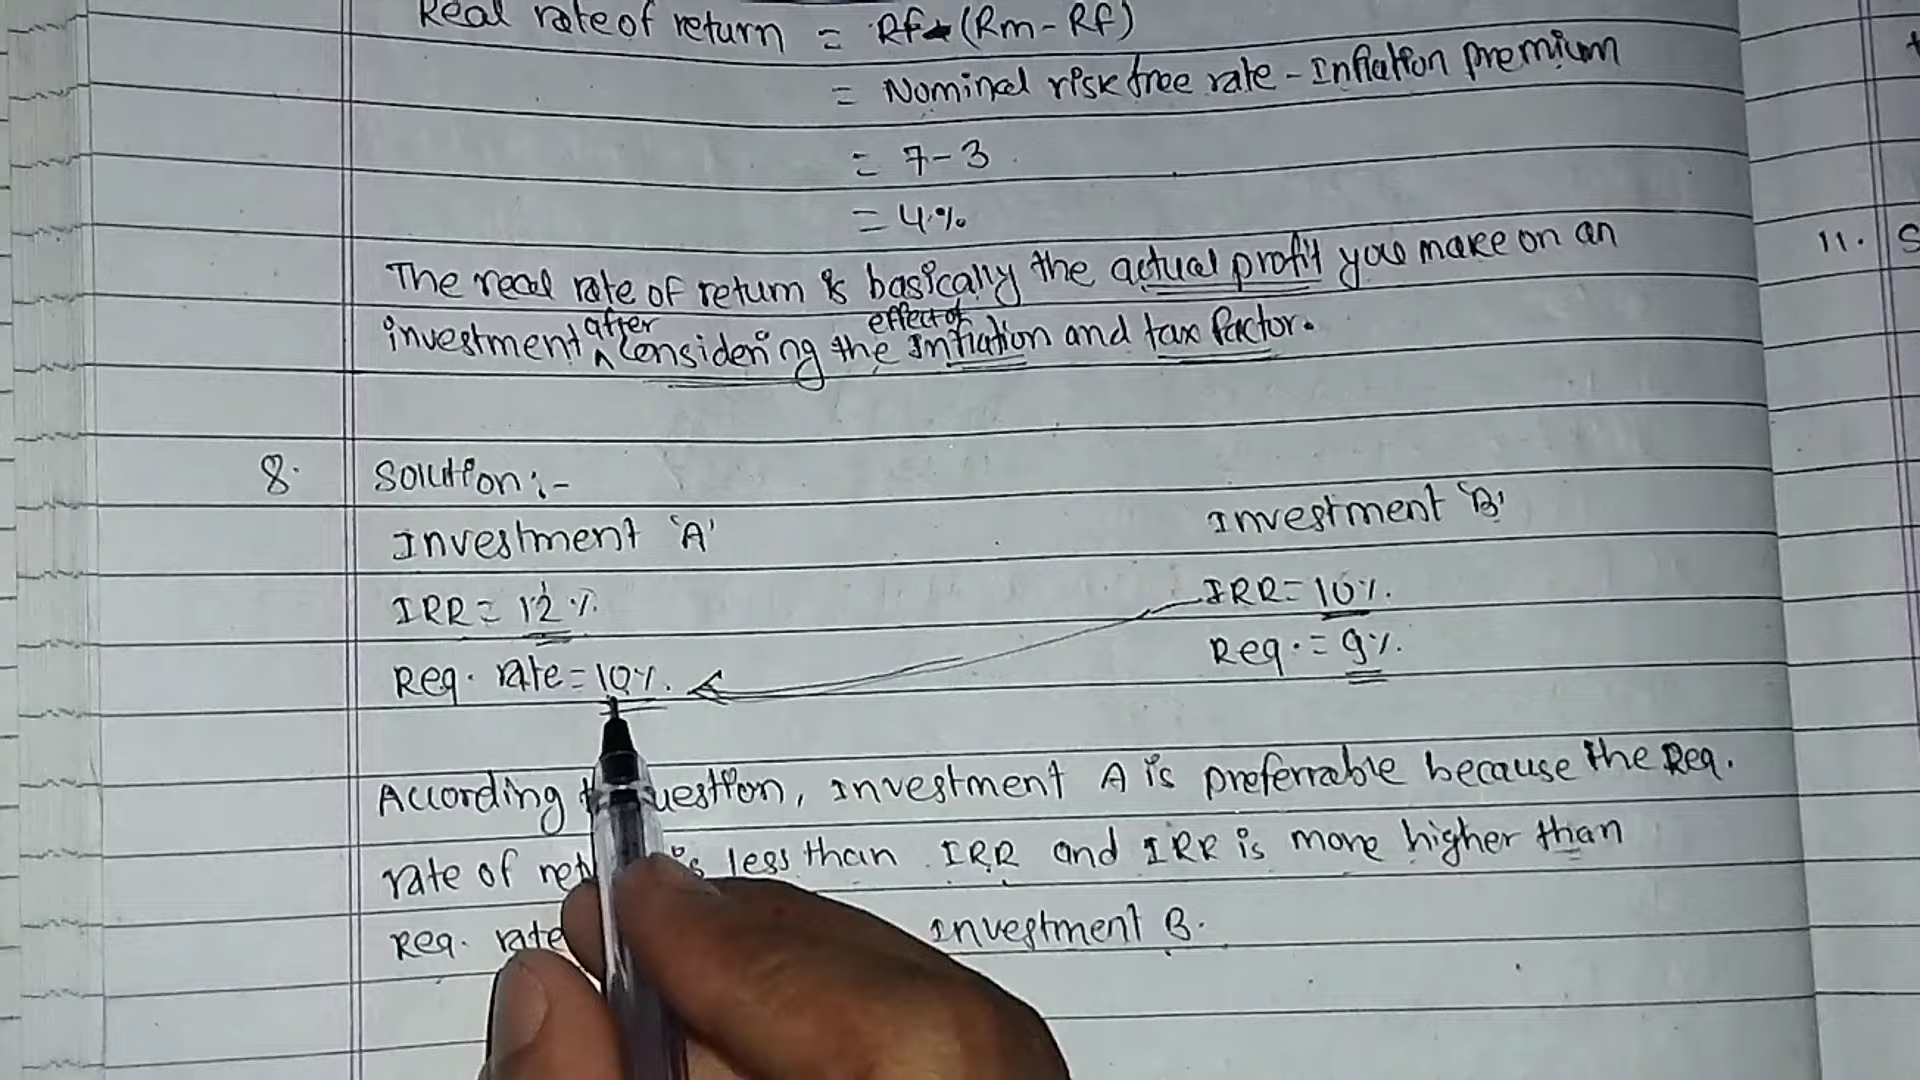 Real rate of return = Rf - (Rm - Rf)
= Nominal risk free rate - Inflation premium
= 7-3
= 4%
The real rate of return is basically the actual profit you make on an
investment after considering the effect of inflation and tax factor.
8. Solution:-
Investment 'A'
Investment 'B'
IRR = 12%
IRR = 10%.
Req. rate = 10%.
Req. = 9%.
According question, investment A is preferrable because the Req.
rate of less than IRR and IRR is more higher than
Req. rate investment B.
11.